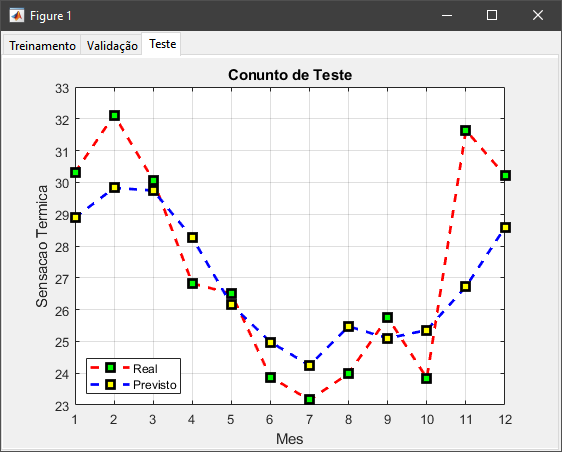 Figure 1
Treinamento Validação Teste
Conunto de Teste
33
32
31
30
29
28
27
26
25
24
23
Sensacao Termica
Real
Previsto
1 2 3 4 5 6 7 8 9 10 11 12
Mes